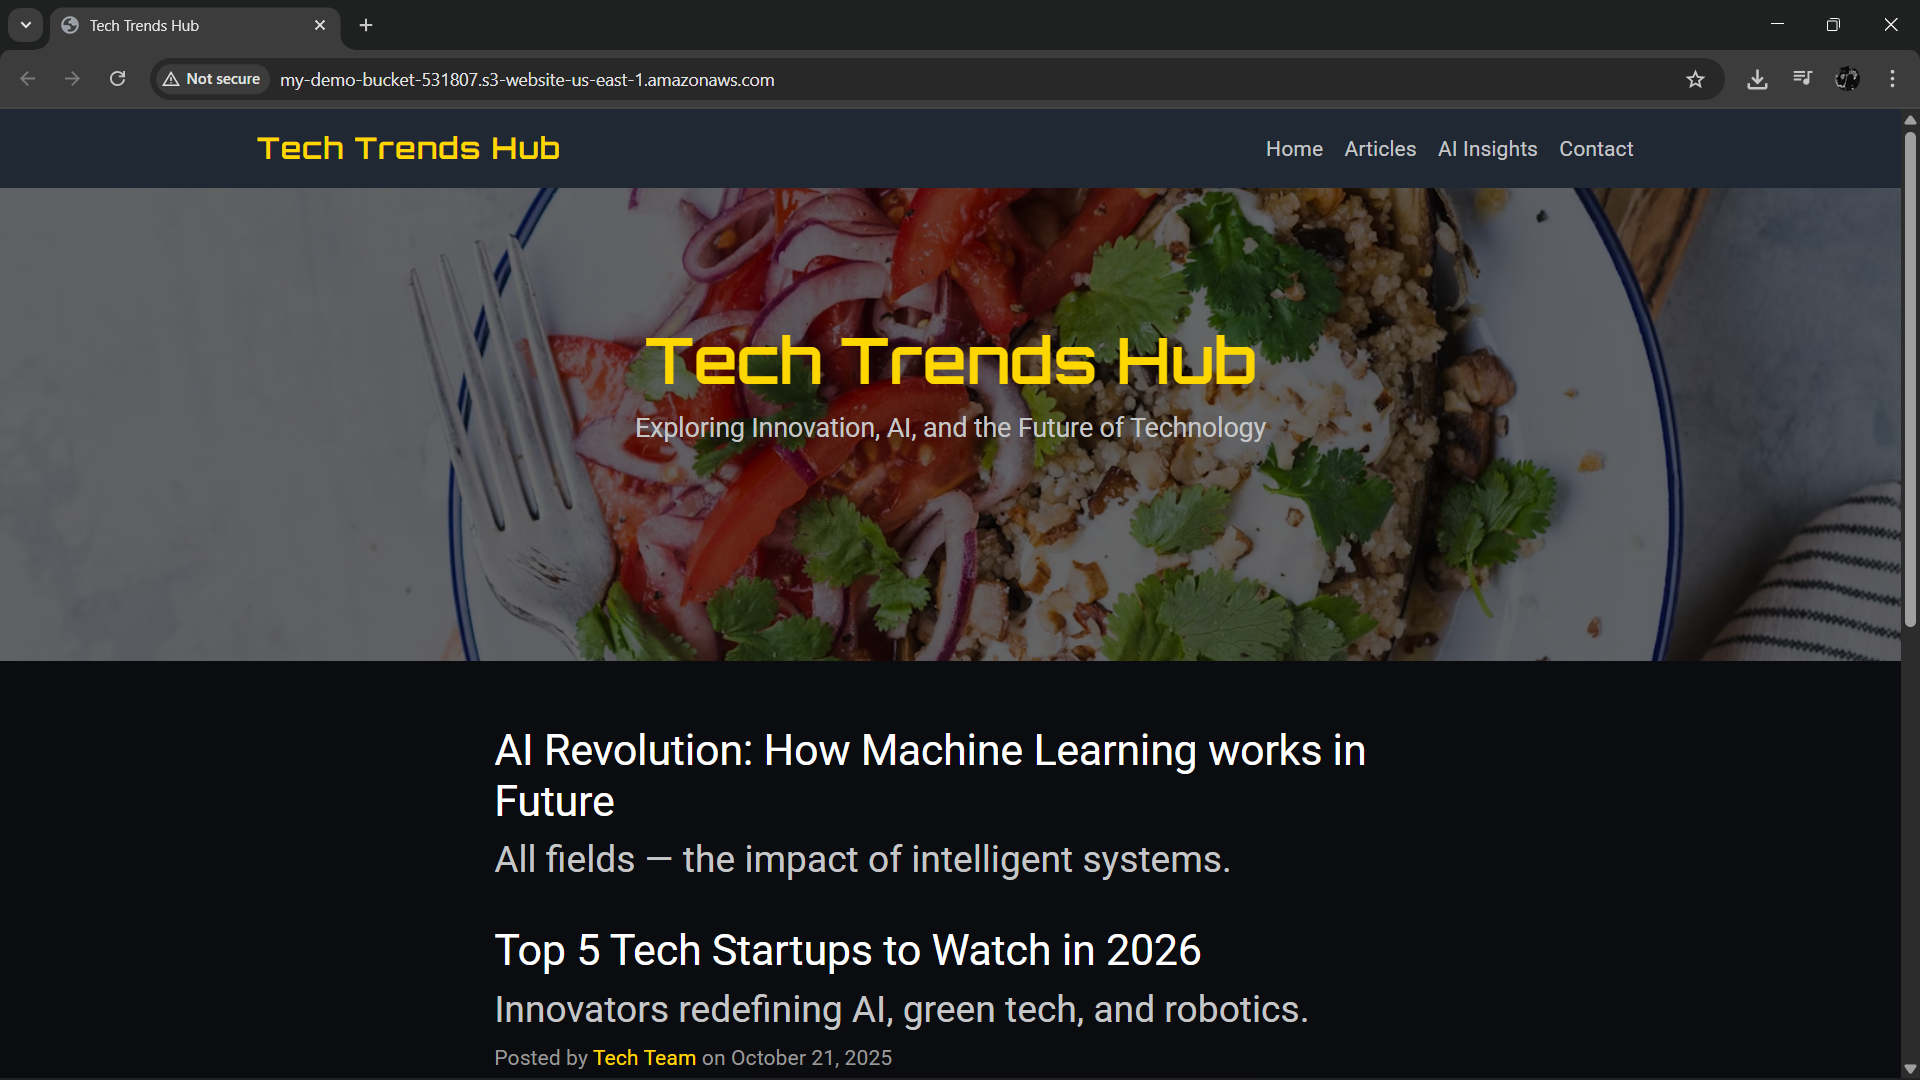 Tech Trends Hub
Not secure
my-demo-bucket-531807.s3-website-us-east-1.amazonaws.com
Tech Trends Hub
Home Articles AI Insights Contact
Tech Trends Hub
Exploring Innovation, AI, and the Future of Technology
AI Revolution: How Machine Learning works in
Future
All fields — the impact of intelligent systems.
Top 5 Tech Startups to Watch in 2026
Innovators redefining AI, green tech, and robotics.
Posted by Tech Team on October 21, 2025